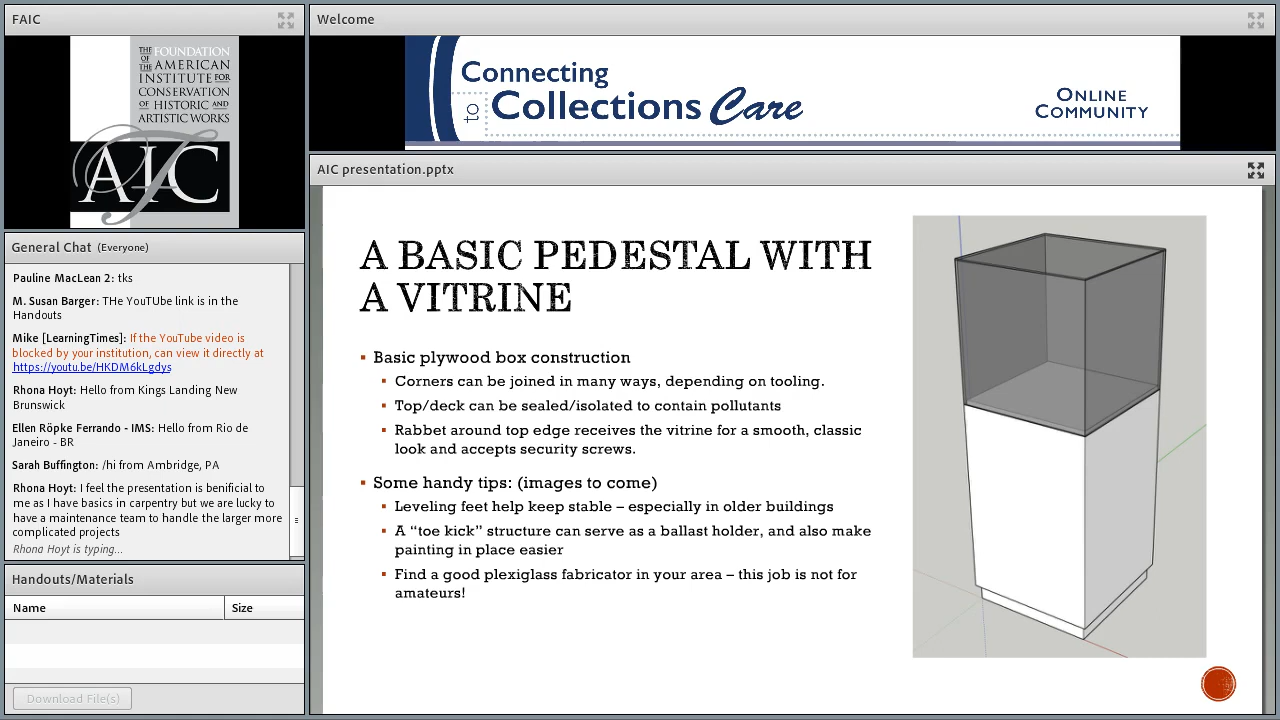 FAIC
THE FOUNDATION
OF THE AMERICAN
INSTITUTE FOR
CONSERVATION
OF HISTORIC AND
ARTISTIC WORKS
AIC
General Chat (Everyone)
Pauline MacLean 2: tks
M. Susan Barger: THe YouTUbe link is in the
Handouts
Mike [LearningTimes]: If the YouTube video is
blocked by your institution, can view it directly at
https://youtu.be/HKDM6kLgdys
Rhona Hoyt: Hello from Kings Landing New
Brunswick
Ellen Röpke Ferrando - IMS: Hello from Rio de
Janeiro - BR
Sarah Buffington: /hi from Ambridge, PA
Rhona Hoyt: I feel the presentation is benificial to
me as I have basics in carpentry but we are lucky to
have a maintenance team to handle the larger more
complicated projects
Rhona Hoyt is typing...
Handouts/Materials
Name Size
Download File(s)
Welcome
Connecting
to Collections Care
ONLINE
COMMUNITY
AIC presentation.pptx
A BASIC PEDESTAL WITH
A VITRINE
▪ Basic plywood box construction
▪ Corners can be joined in many ways, depending on tooling.
▪ Top/deck can be sealed/isolated to contain pollutants
▪ Rabbet around top edge receives the vitrine for a smooth, classic
look and accepts security screws.
▪ Some handy tips: (images to come)
▪ Leveling feet help keep stable – especially in older buildings
▪ A “toe kick” structure can serve as a ballast holder, and also make
painting in place easier
▪ Find a good plexiglass fabricator in your area – this job is not for
amateurs!